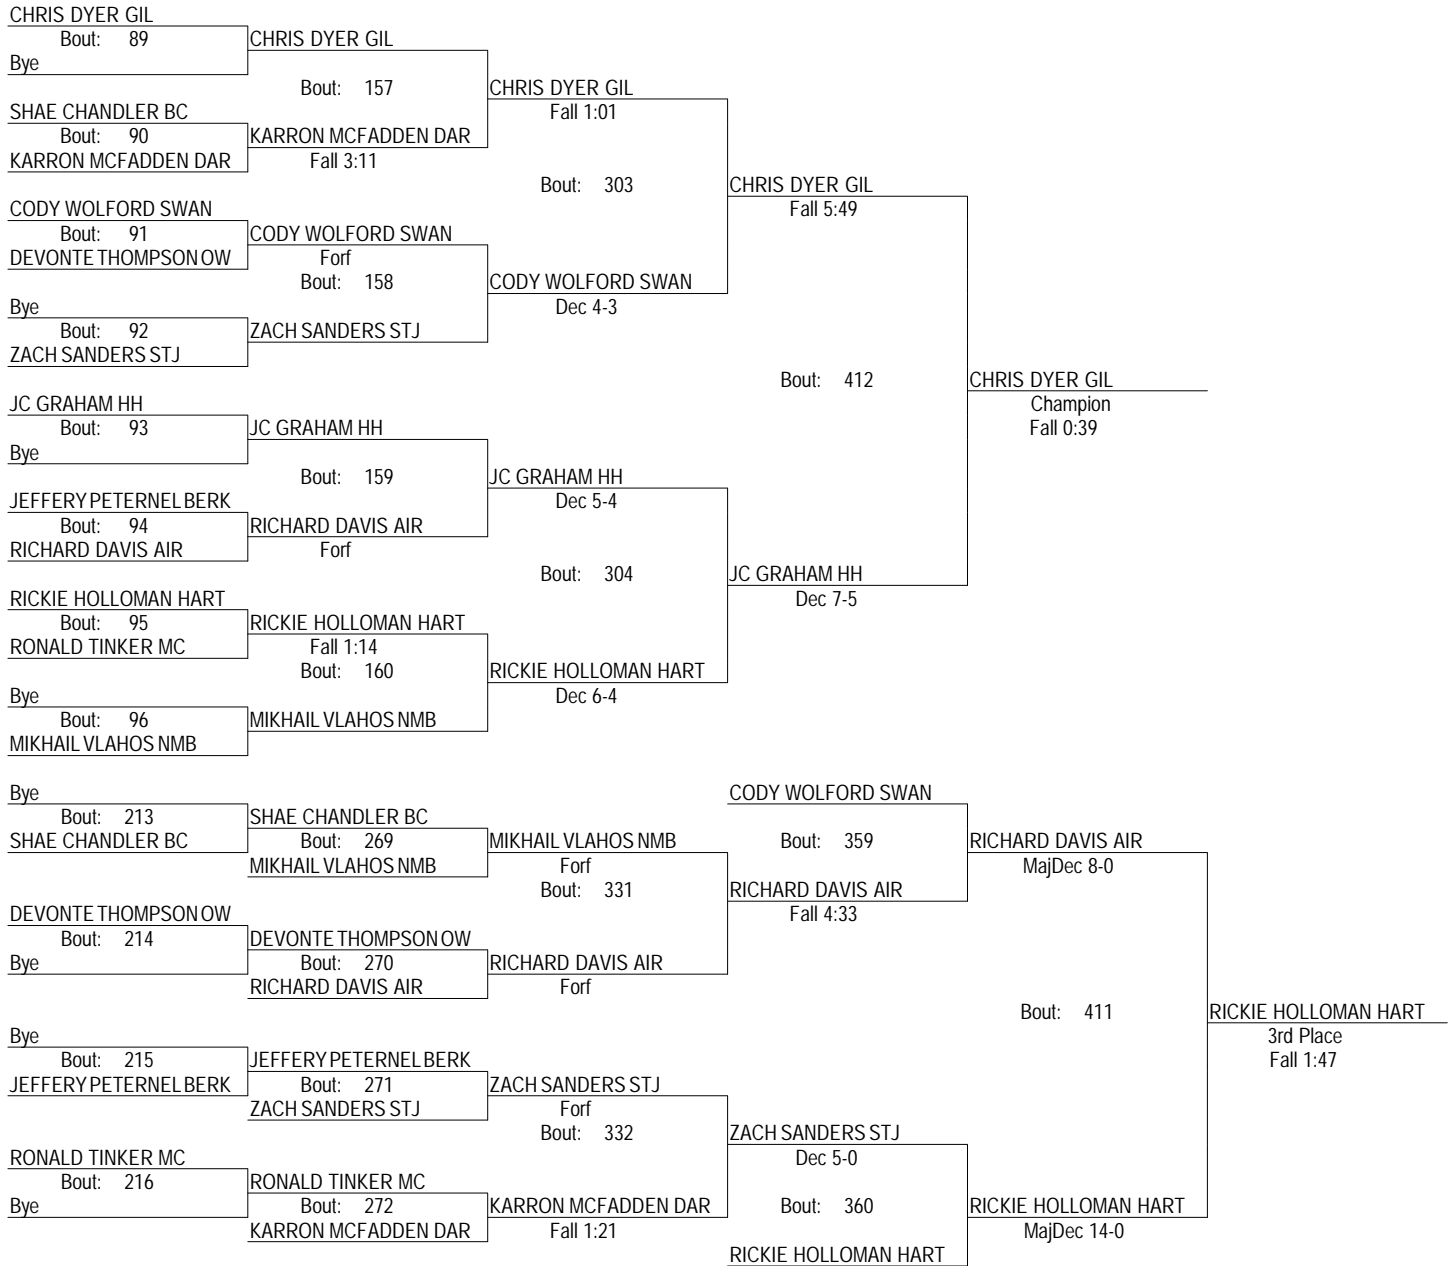 CHRIS DYER GIL
Bout: 89
CHRIS DYER GIL
Bye
Bout: 157
CHRIS DYER GIL
SHAE CHANDLER BC
Fall 1:01
Bout: 90
KARRON MCFADDEN DAR
KARRON MCFADDEN DAR
Fall 3:11
Bout: 303
CHRIS DYER GIL
CODY WOLFORD SWAN
Fall 5:49
Bout: 91
CODY WOLFORD SWAN
DEVONTE THOMPSON OW
Forf
Bout: 158
CODY WOLFORD SWAN
Bye
Dec 4-3
Bout: 92
ZACH SANDERS STJ
ZACH SANDERS STJ
Bout: 412
CHRIS DYER GIL
JC GRAHAM HH
Champion
Bout: 93
JC GRAHAM HH
Fall 0:39
Bye
Bout: 159
JC GRAHAM HH
JEFFERY PETERNEL BERK
Dec 5-4
Bout: 94
RICHARD DAVIS AIR
RICHARD DAVIS AIR
Forf
Bout: 304
JC GRAHAM HH
RICKIE HOLLOMAN HART
Dec 7-5
Bout: 95
RICKIE HOLLOMAN HART
RONALD TINKER MC
Fall 1:14
Bout: 160
RICKIE HOLLOMAN HART
Bye
Dec 6-4
Bout: 96
MIKHAIL VLAHOS NMB
MIKHAIL VLAHOS NMB
Bye
CODY WOLFORD SWAN
Bout: 213
SHAE CHANDLER BC
SHAE CHANDLER BC
Bout: 269
MIKHAIL VLAHOS NMB
Bout: 359
RICHARD DAVIS AIR
MIKHAIL VLAHOS NMB
Forf
MajDec 8-0
Bout: 331
RICHARD DAVIS AIR
DEVONTE THOMPSON OW
Fall 4:33
Bout: 214
DEVONTE THOMPSON OW
Bye
Bout: 270
RICHARD DAVIS AIR
RICHARD DAVIS AIR
Forf
Bout: 411
RICKIE HOLLOMAN HART
Bye
3rd Place
Bout: 215
JEFFERY PETERNEL BERK
Fall 1:47
JEFFERY PETERNEL BERK
Bout: 271
ZACH SANDERS STJ
ZACH SANDERS STJ
Forf
Bout: 332
ZACH SANDERS STJ
RONALD TINKER MC
Dec 5-0
Bout: 216
RONALD TINKER MC
Bye
Bout: 272
KARRON MCFADDEN DAR
Bout: 360
RICKIE HOLLOMAN HART
KARRON MCFADDEN DAR
Fall 1:21
MajDec 14-0
RICKIE HOLLOMAN HART